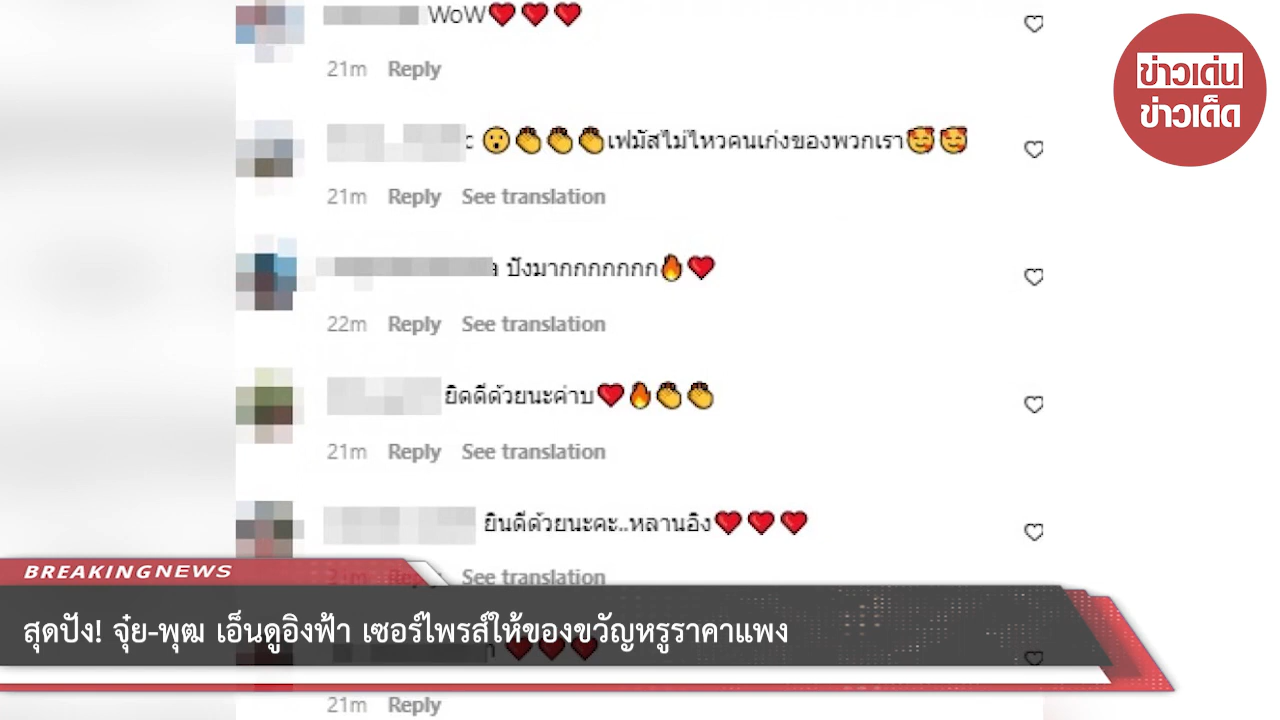 WoW❤️❤️❤️
21m Reply
ข่าวเด่น
ข่าวเด็ด
😮👏👏👏เฟมัสไม่ไหวคนเก่งของพวกเรา🥰🥰
21m Reply See translation
ปังมากกกกกกก🔥❤️
22m Reply See translation
ยิดดีด้วยนะค่าบ❤️🔥👏👏
21m Reply See translation
ยินดีด้วยนะคะ..หลานอิง❤️❤️❤️
BREAKING NEWS
21m Reply See translation
สุดปัง! จุ๋ย-พุฒ เอ็นดูอิงฟ้า เซอร์ไพรส์ให้ของขวัญหรูราคาแพง
❤️❤️❤️
21m Reply